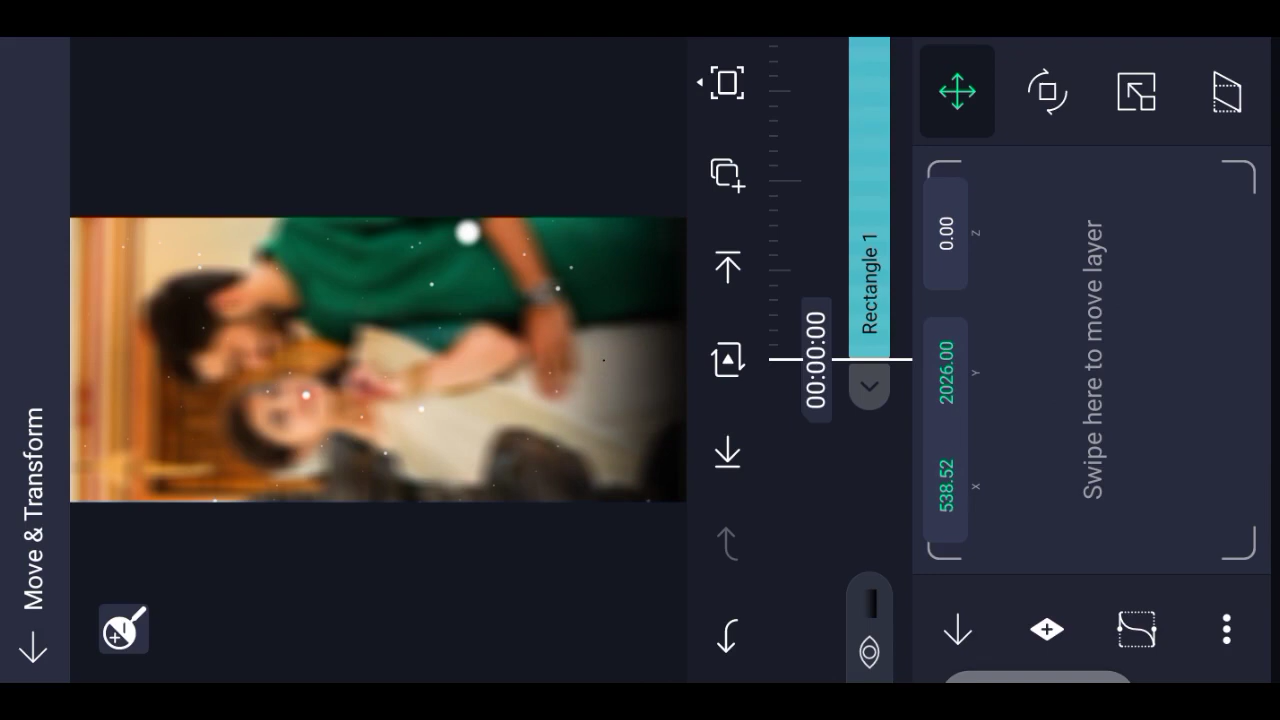 Move & Transform
00:00:00
Rectangle 1
538.52 2026.00 0.00
X Y Z
Swipe here to move layer